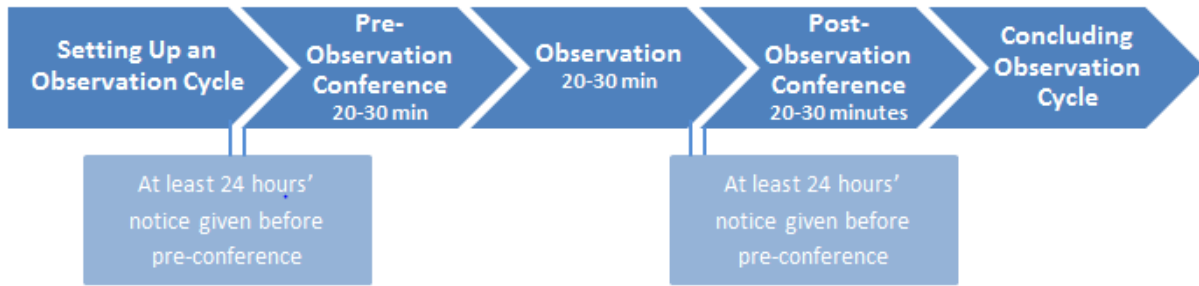 Setting Up an
Observation Cycle
Pre-
Observation
Conference
20-30 min
Observation
20-30 min
Post-
Observation
Conference
20-30 minutes
Concluding
Observation
Cycle
At least 24 hours’
notice given before
pre-conference
At least 24 hours’
notice given before
pre-conference